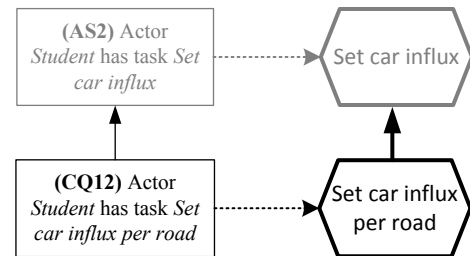 (AS2) Actor
Student has task Set
car influx
Set car influx
(CQ12) Actor
Student has task Set
car influx per road
Set car influx
per road